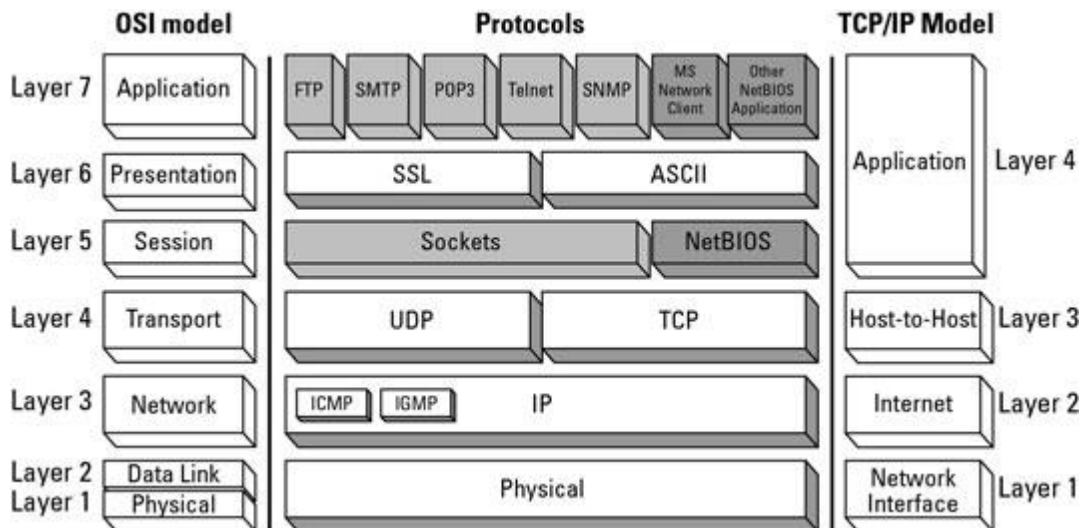 OSI model Protocols TCP/IP Model
Layer 7 Application FTP SMTP POP3 Telnet SNMP MS Network Client Other NetBIOS Application
Layer 6 Presentation SSL ASCII Application Layer 4
Layer 5 Session Sockets NetBIOS
Layer 4 Transport UDP TCP Host-to-Host Layer 3
Layer 3 Network ICMP IGMP IP Internet Layer 2
Layer 2 Data Link
Layer 1 Physical Physical Network Interface Layer 1